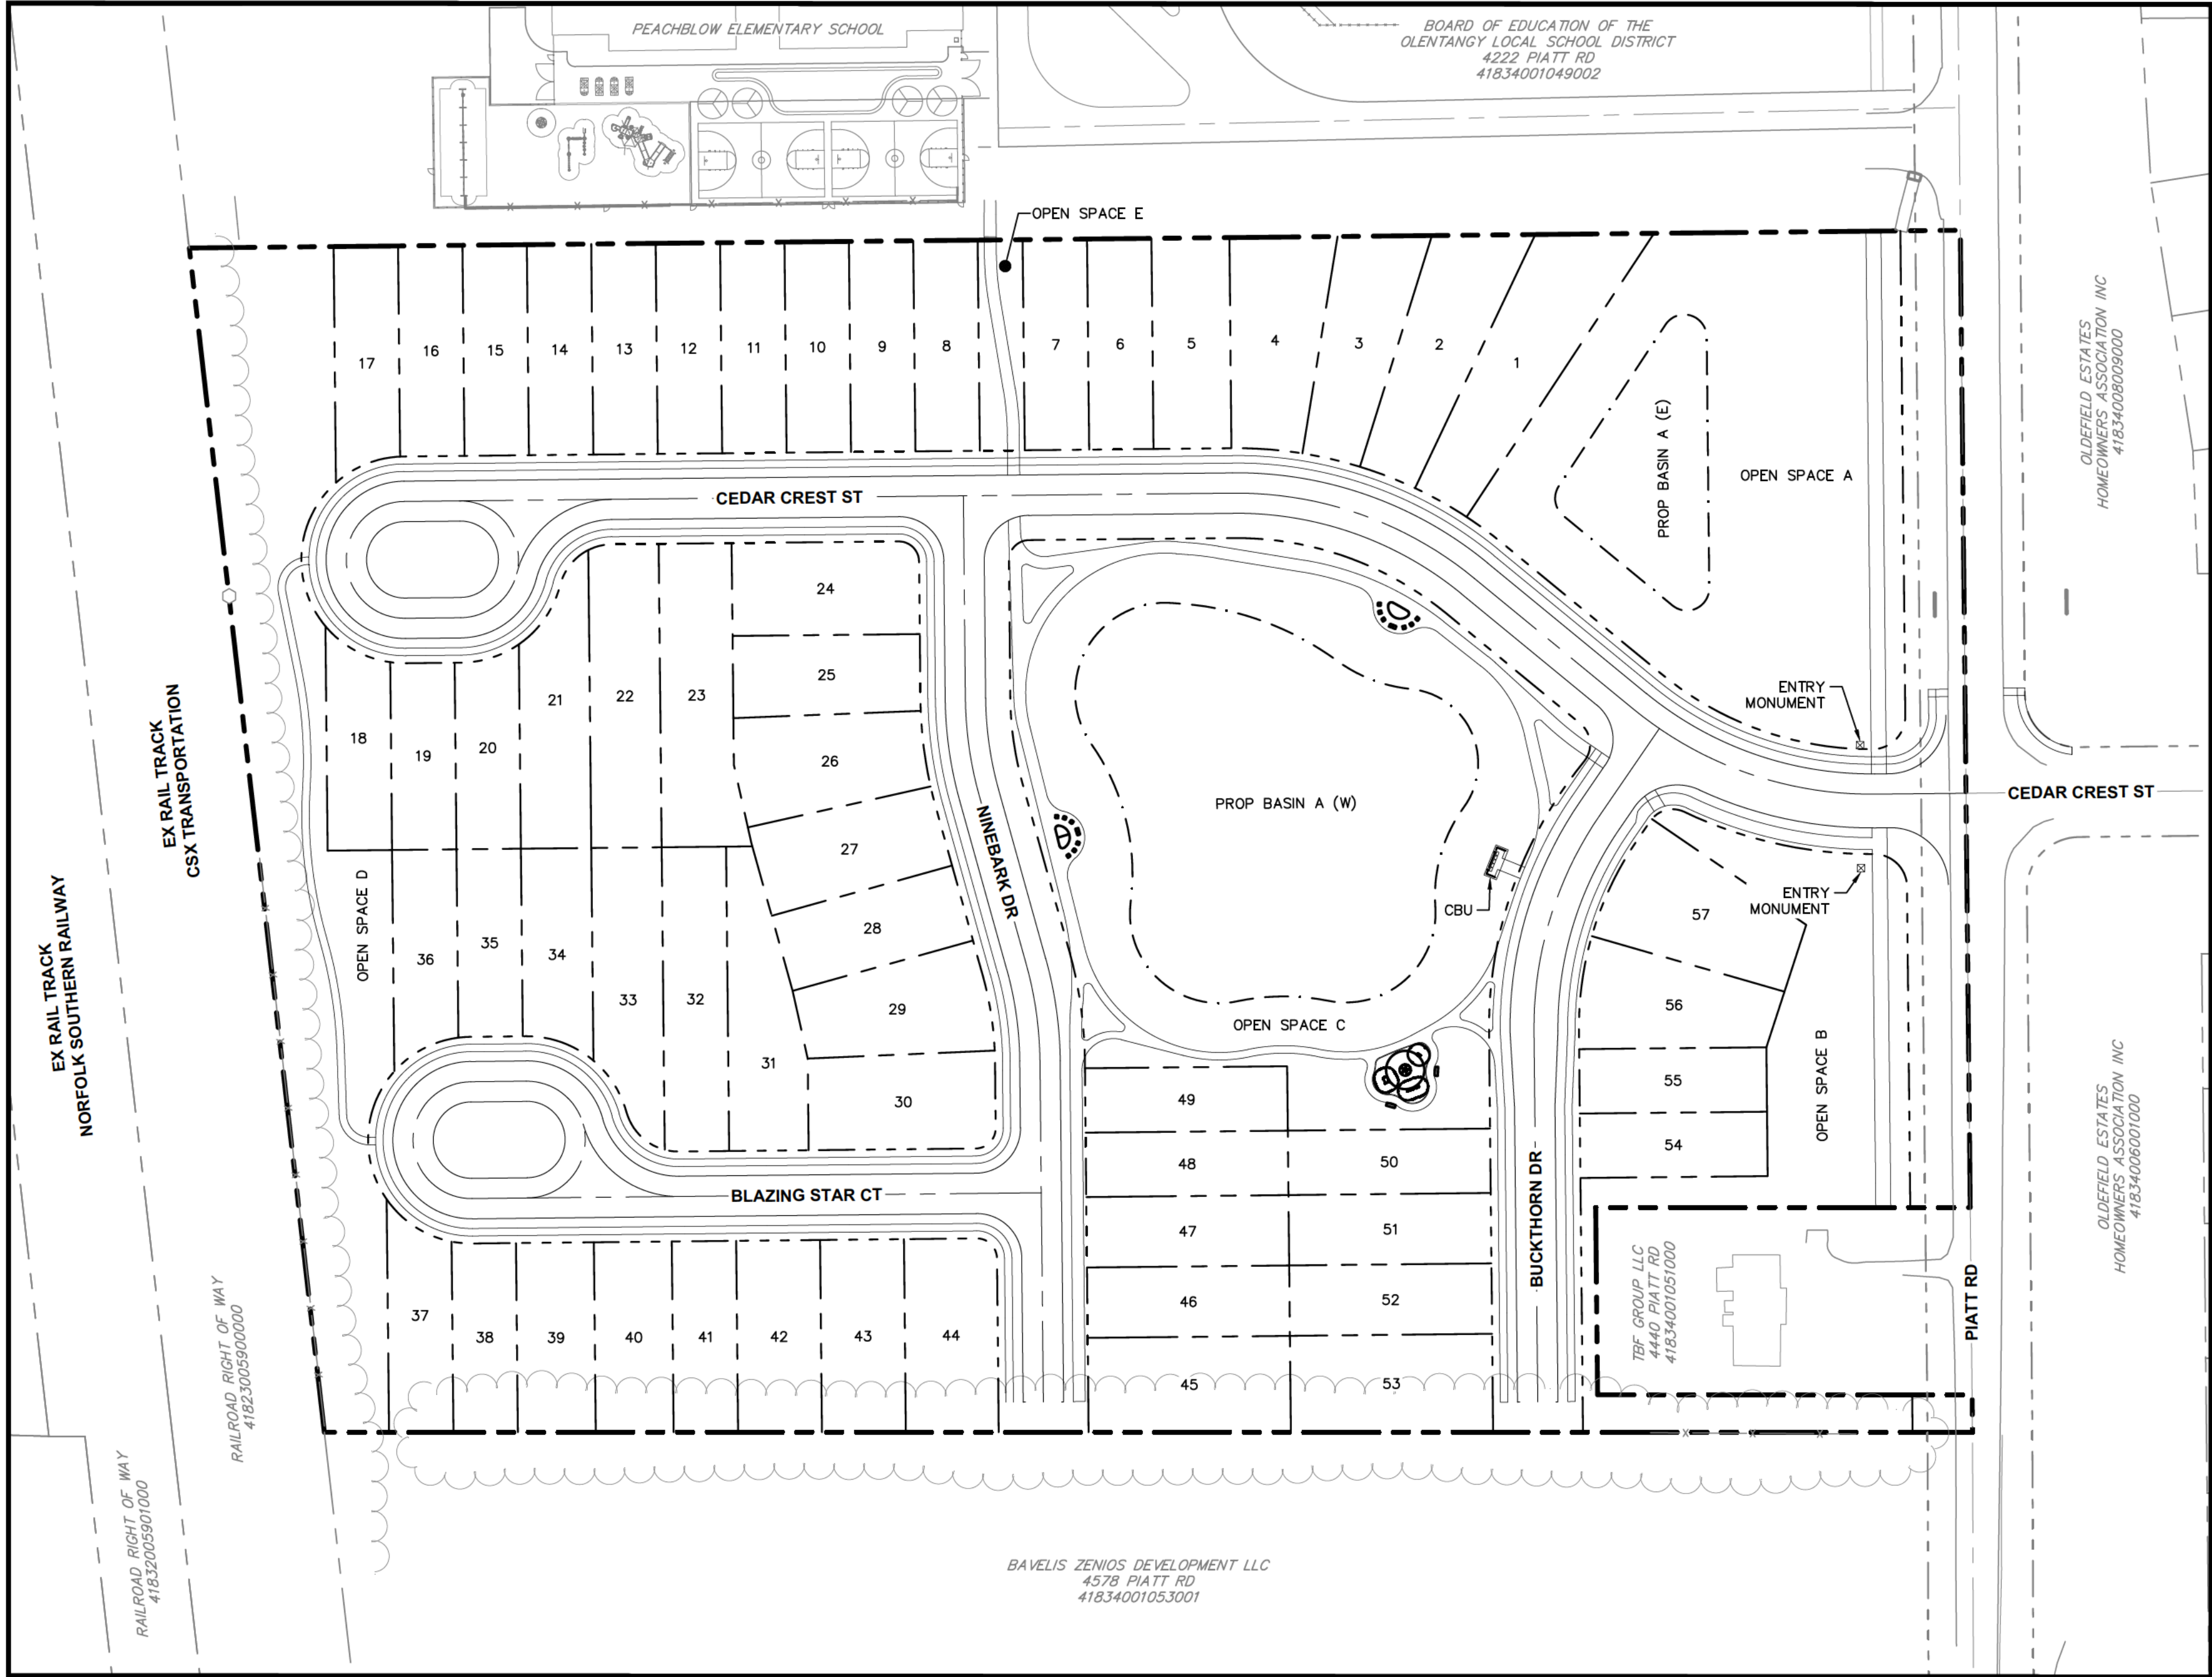 PEACHBLOW ELEMENTARY SCHOOL
BOARD OF EDUCATION OF THE
OLENTANGY LOCAL SCHOOL DISTRICT
4222 PIATT RD
41834001049002
OPEN SPACE E
17
16
15
14
13
12
11
10
9
8
7
6
5
4
3
2
1
PROP BASIN A (E)
OPEN SPACE A
OLDEFIELD ESTATES
HOMEOWNERS ASSOCIATION INC
41834008009000
CEDAR CREST ST
24
25
26
27
28
29
30
21
22
23
18
19
20
EX RAIL TRACK
CSX TRANSPORTATION
EX RAIL TRACK
NORFOLK SOUTHERN RAILWAY
OPEN SPACE D
36
35
34
33
32
31
NINEBARK DR
PROP BASIN A (W)
ENTRY
MONUMENT
CEDAR CREST ST
CBU
ENTRY
MONUMENT
57
56
55
54
OPEN SPACE B
OPEN SPACE C
49
48
47
46
45
50
51
52
53
BLAZING STAR CT
BUCKTHORN DR
37
38
39
40
41
42
43
44
TBF GROUP LLC
4440 PIATT RD
41834001051000
PIATT RD
OLDEFIELD ESTATES
HOMEOWNERS ASSOCIATION INC
41834006001000
RAILROAD RIGHT OF WAY
41823005900000
RAILROAD RIGHT OF WAY
41832005901000
BAVELIS ZENIOS DEVELOPMENT LLC
4578 PIATT RD
41834001053001